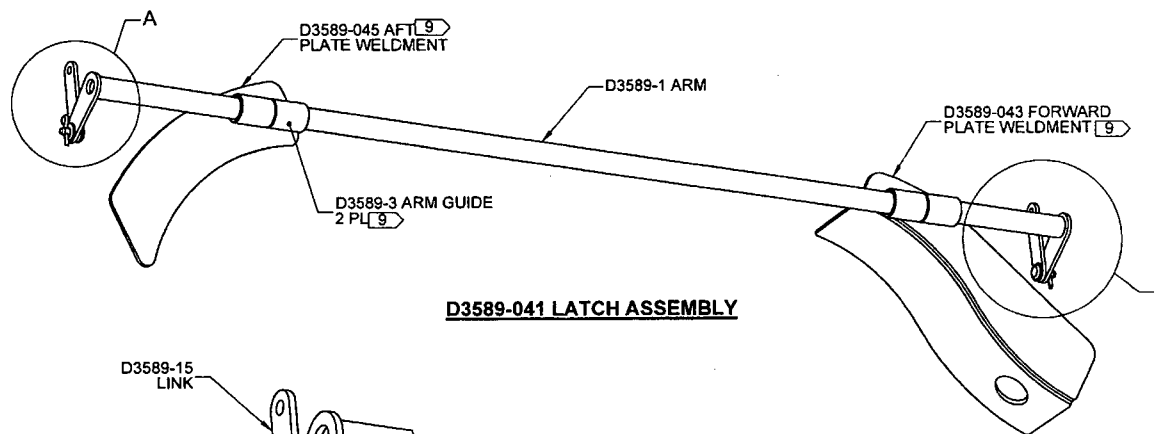 A
D3589-045 AFT 9
PLATE WELDMENT
D3589-1 ARM
D3589-043 FORWARD
PLATE WELDMENT 9
D3589-3 ARM GUIDE
2 PL 9
D3589-041 LATCH ASSEMBLY
D3589-15
LINK